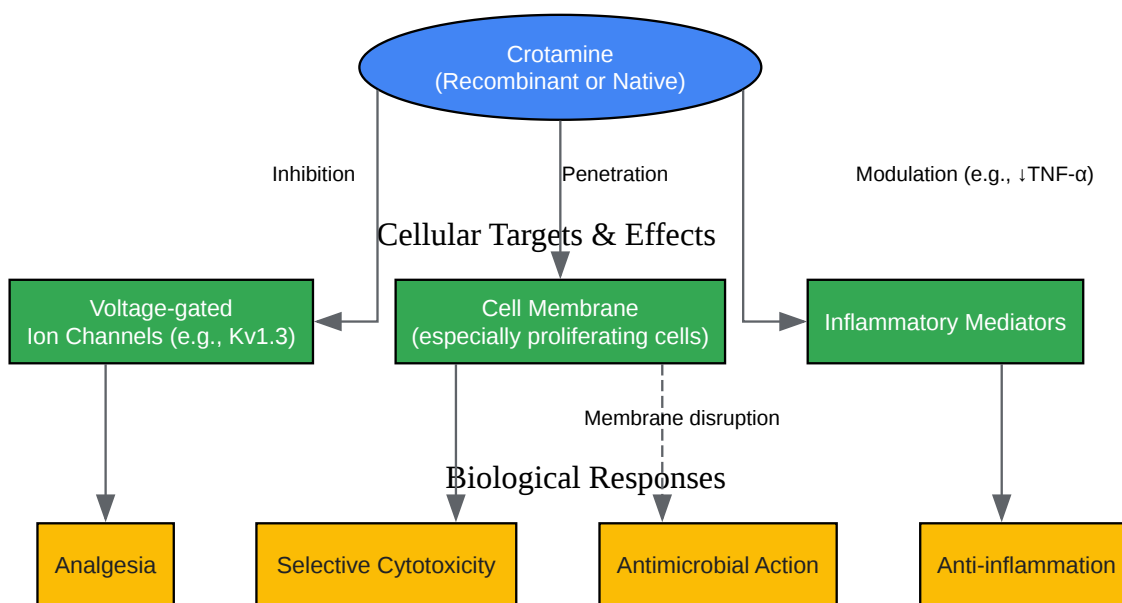 Crotamine
(Recombinant or Native)
Inhibition
Penetration
Modulation (e.g., ↓TNF-α)
Cellular Targets & Effects
Voltage-gated
Ion Channels (e.g., Kv1.3)
Cell Membrane
(especially proliferating cells)
Inflammatory Mediators
Membrane disruption
Biological Responses
Analgesia
Selective Cytotoxicity
Antimicrobial Action
Anti-inflammation